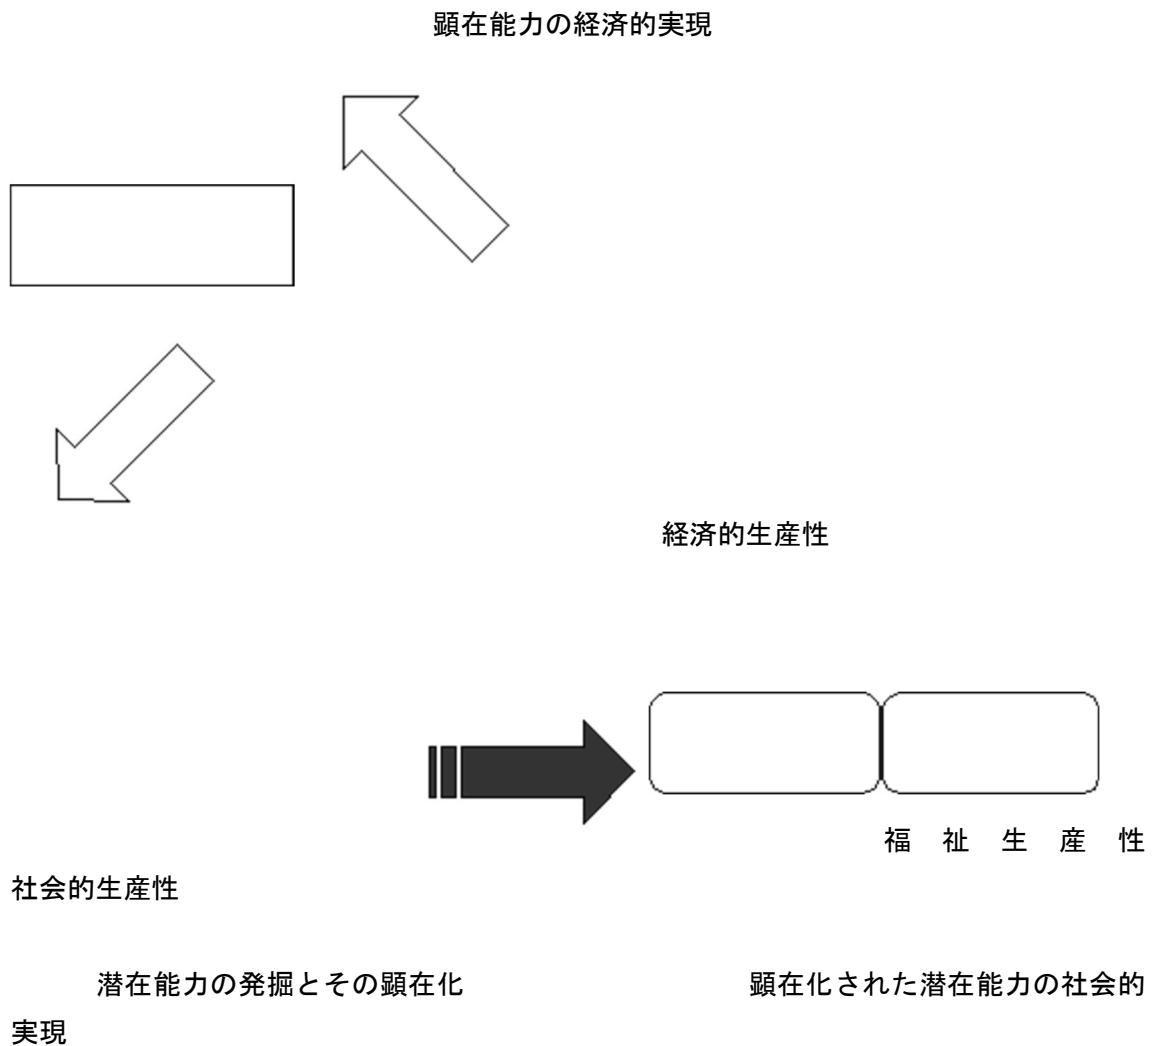 顕在能力の経済的実現
経済的生産性
福 祉 生 産 性
社会的生産性
潜在能力の発掘とその顕在化 顕在化された潜在能力の社会的
実現